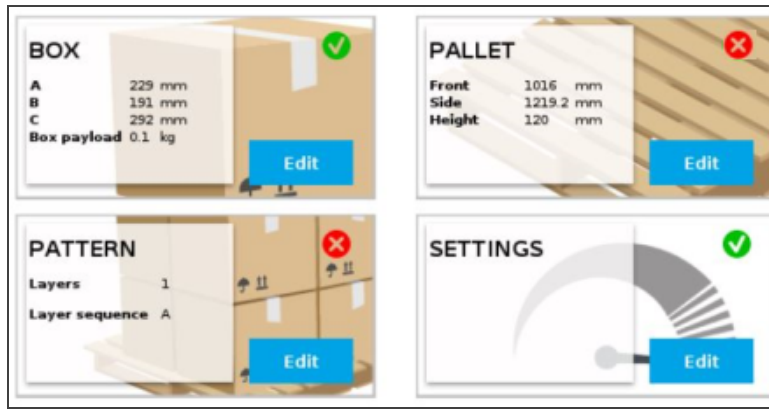 BOX
A 229 mm
B 191 mm
C 292 mm
Box payload 0.1 kg
Edit
PALLET
Front 1016 mm
Side 1219.2 mm
Height 120 mm
Edit
PATTERN
Layers 1
Layer sequence A
Edit
SETTINGS
Edit